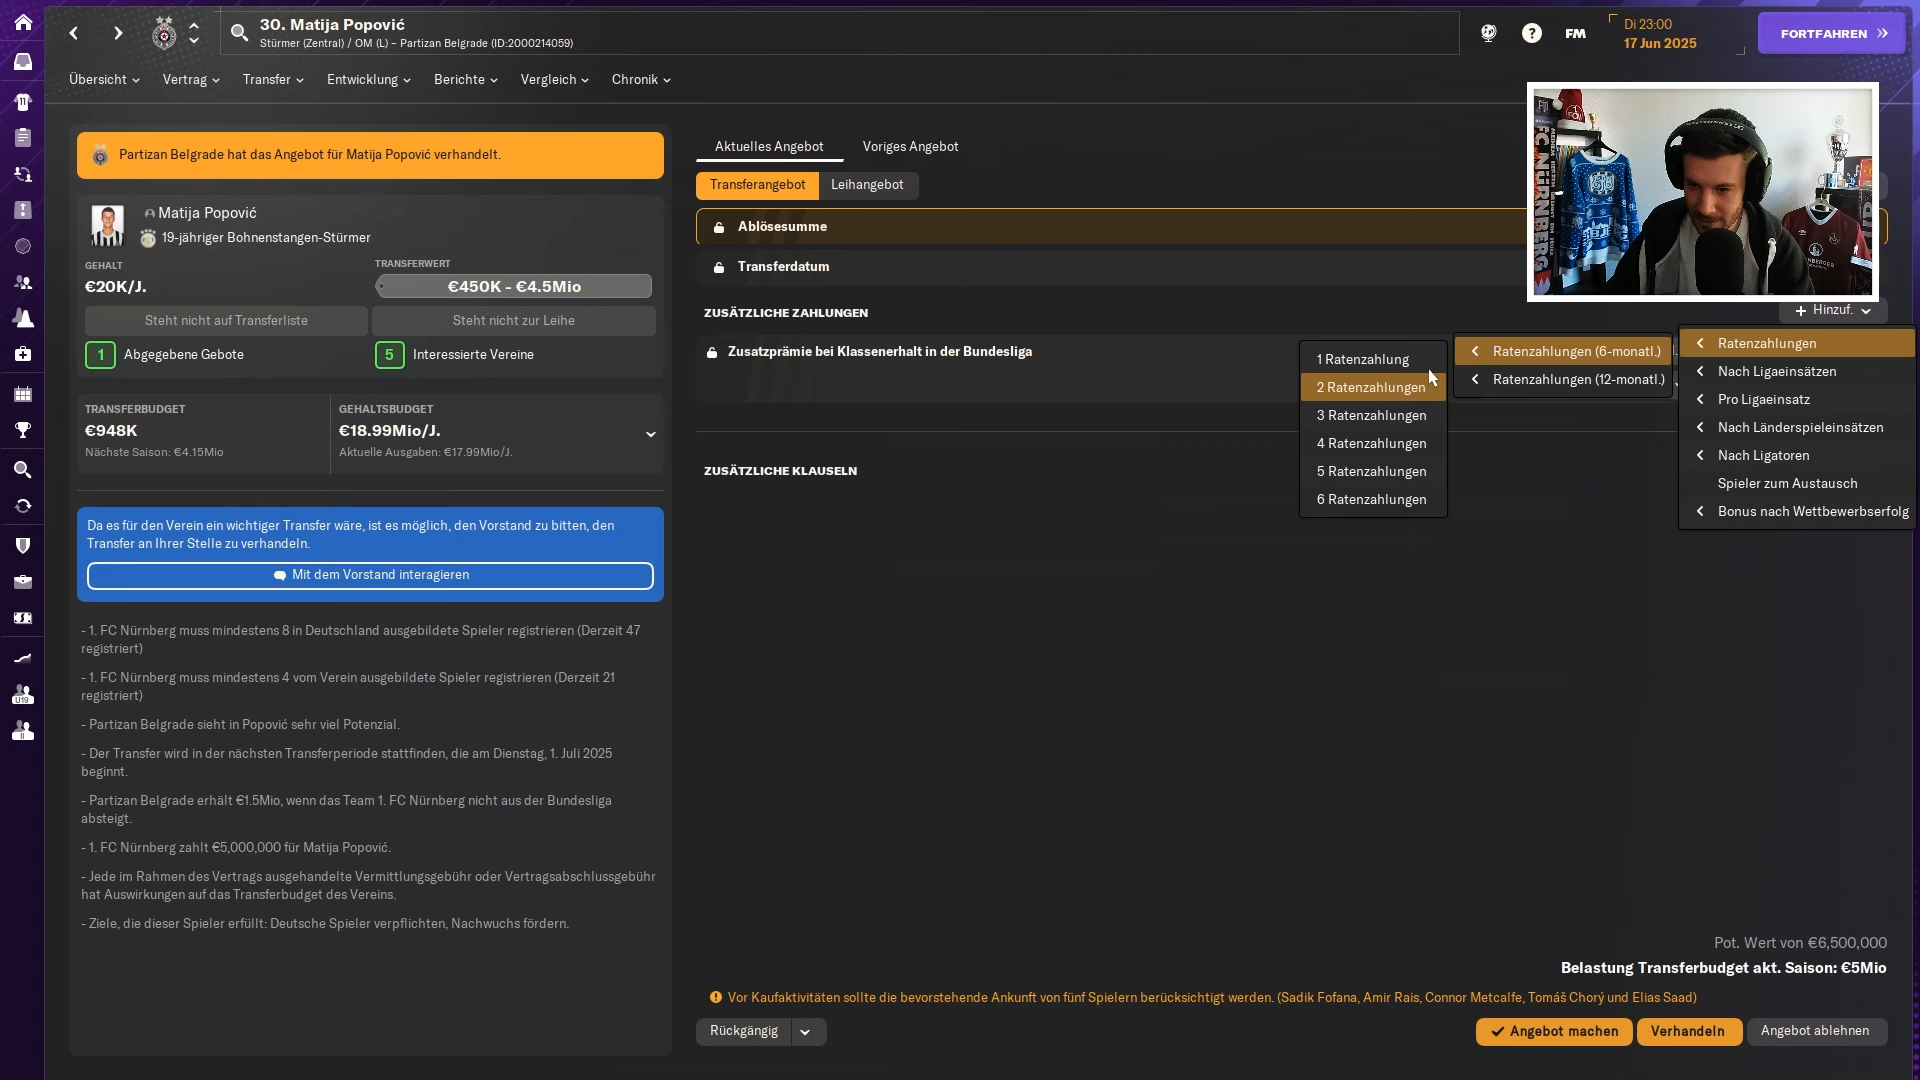 30. Matija Popović
Stürmer (Zentral) / OM (L) – Partizan Belgrade (ID:2000214059)
FM
Di 23:00
17 Jun 2025
FORTFAHREN
Übersicht
Vertrag
Transfer
Entwicklung
Berichte
Vergleich
Chronik
Partizan Belgrade hat das Angebot für Matija Popović verhandelt.
Matija Popović
19-jähriger Bohnenstangen-Stürmer
GEHALT
€20K/J.
TRANSFERWERT
€450K - €4.5Mio
Steht nicht auf Transferliste
Steht nicht zur Leihe
1 Abgegebene Gebote
5 Interessierte Vereine
TRANSFERBUDGET
€948K
Nächste Saison: €4.15Mio
GEHALTSBUDGET
€18.99Mio/J.
Aktuelle Ausgaben: €17.99Mio/J.
Da es für den Verein ein wichtiger Transfer wäre, ist es möglich, den Vorstand zu bitten, den
Transfer an Ihrer Stelle zu verhandeln.
Mit dem Vorstand interagieren
- 1. FC Nürnberg muss mindestens 8 in Deutschland ausgebildete Spieler registrieren (Derzeit 47
registriert)
- 1. FC Nürnberg muss mindestens 4 vom Verein ausgebildete Spieler registrieren (Derzeit 21
registriert)
- Partizan Belgrade sieht in Popović sehr viel Potenzial.
- Der Transfer wird in der nächsten Transferperiode stattfinden, die am Dienstag, 1. Juli 2025
beginnt.
- Partizan Belgrade erhält €1.5Mio, wenn das Team 1. FC Nürnberg nicht aus der Bundesliga
absteigt.
- 1. FC Nürnberg zahlt €5,000,000 für Matija Popović.
- Jede im Rahmen des Vertrags ausgehandelte Vermittlungsgebühr oder Vertragsabschlussgebühr
hat Auswirkungen auf das Transferbudget des Vereins.
- Ziele, die dieser Spieler erfüllt: Deutsche Spieler verpflichten, Nachwuchs fördern.
Aktuelles Angebot
Voriges Angebot
Transferangebot
Leihangebot
Ablösesumme
Transferdatum
ZUSÄTZLICHE ZAHLUNGEN
Hinzuf.
Zusatzprämie bei Klassenerhalt in der Bundesliga
1 Ratenzahlung
2 Ratenzahlungen
3 Ratenzahlungen
4 Ratenzahlungen
5 Ratenzahlungen
6 Ratenzahlungen
Ratenzahlungen (6-monatl.)
Ratenzahlungen (12-monatl.)
Ratenzahlungen
Nach Ligaeinsätzen
Pro Ligaeinsatz
Nach Länderspieleinsätzen
Nach Ligatoren
Spieler zum Austausch
Bonus nach Wettbewerbserfolg
ZUSÄTZLICHE KLAUSELN
Pot. Wert von €6,500,000
Belastung Transferbudget akt. Saison: €5Mio
Vor Kaufaktivitäten sollte die bevorstehende Ankunft von fünf Spielern berücksichtigt werden. (Sadik Fofana, Amir Rais, Connor Metcalfe, Tomáš Chorý und Elias Saad)
Rückgängig
Angebot machen
Verhandeln
Angebot ablehnen
U19
II
FC NÜRNBERG